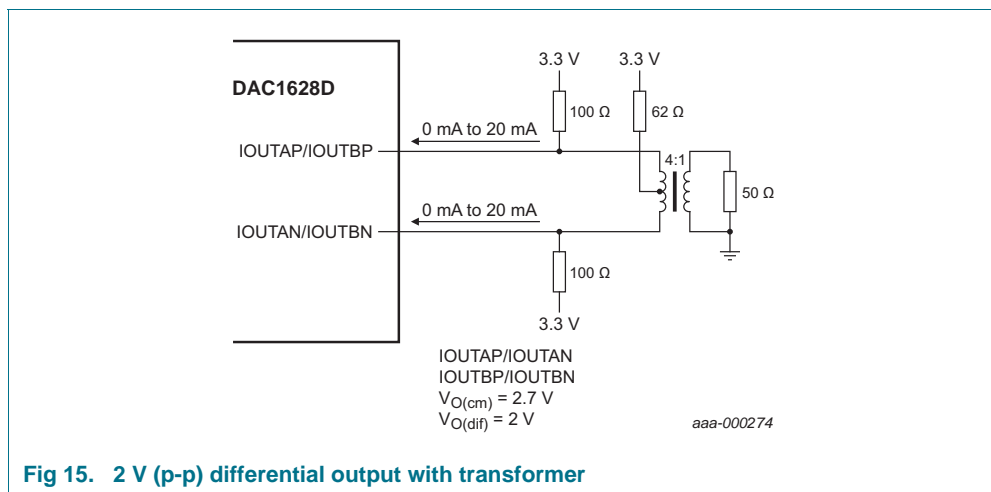 3.3 V 3.3 V
DAC1628D
100 Ω 62 Ω
0 mA to 20 mA
IOUTAP/IOUTBP
4:1
50 Ω
0 mA to 20 mA
IOUTAN/IOUTBN
100 Ω
3.3 V
IOUTAP/IOUTAN
IOUTBP/IOUTBN
VO(cm) = 2.7 V
VO(dif) = 2 V
aaa-000274
Fig 15. 2 V (p-p) differential output with transformer